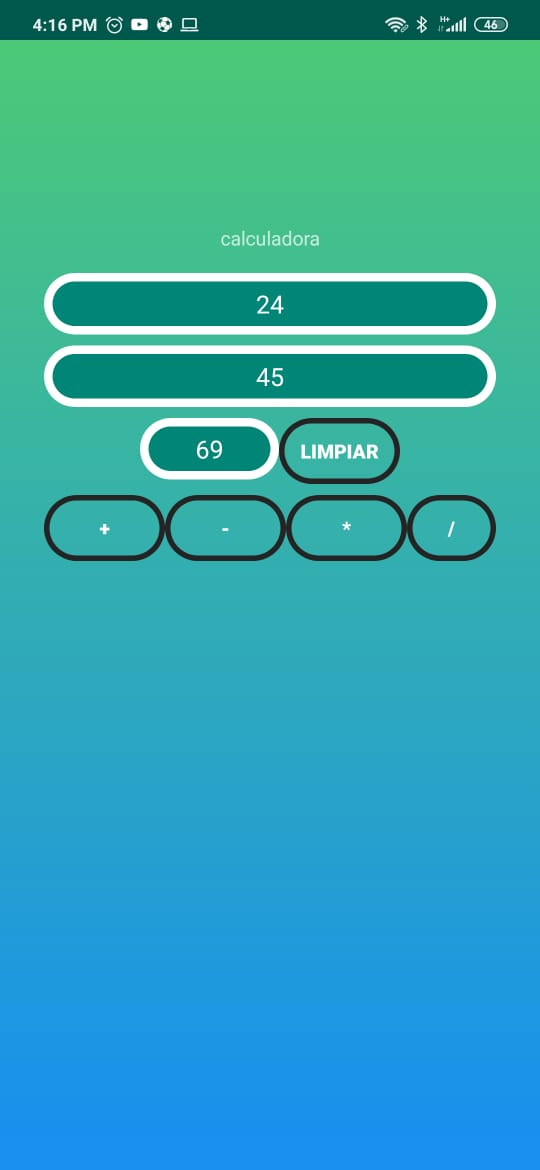 4:16 PM H+ 46
calculadora
24
45
69 LIMPIAR
+ - * /